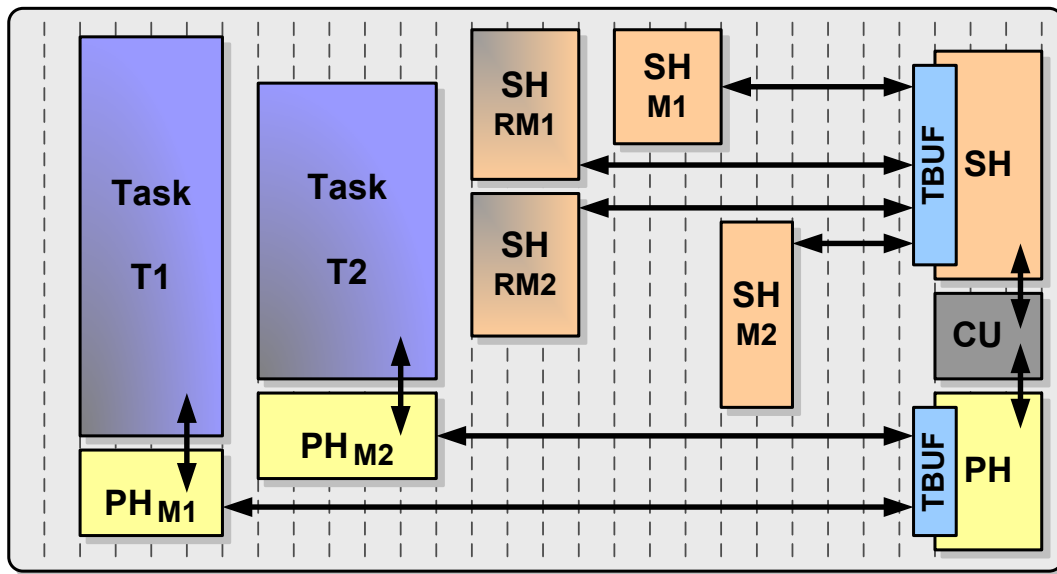 Task
T1
PH M1
Task
T2
PH M2
SH
RM1
SH
RM2
SH
M1
SH
M2
TBUF
SH
CU
TBUF
PH